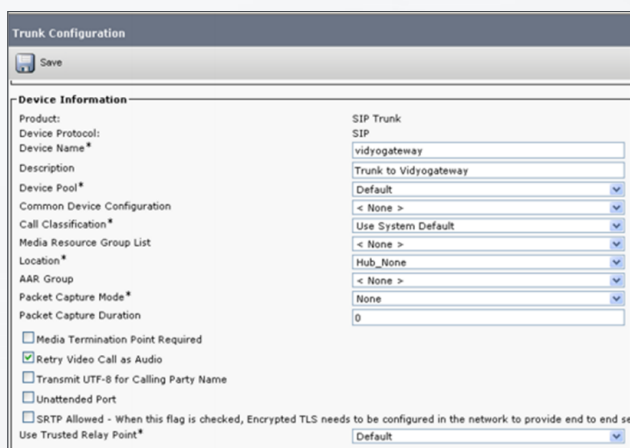 Trunk Configuration
Save
Device Information
Product: SIP Trunk
Device Protocol: SIP
Device Name* vidyogateway
Description Trunk to Vidyogateway
Device Pool* Default
Common Device Configuration < None >
Call Classification* Use System Default
Media Resource Group List < None >
Location* Hub_None
AAR Group < None >
Packet Capture Mode* None
Packet Capture Duration 0
Media Termination Point Required
Retry Video Call as Audio
Transmit UTF-8 for Calling Party Name
Unattended Port
SRTP Allowed - When this flag is checked, Encrypted TLS needs to be configured in the network to provide end to end se
Use Trusted Relay Point* Default